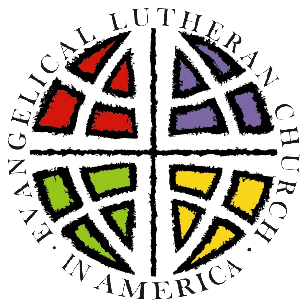 EVANGELICAL LUTHERAN CHURCH
· IN AMERICA ·